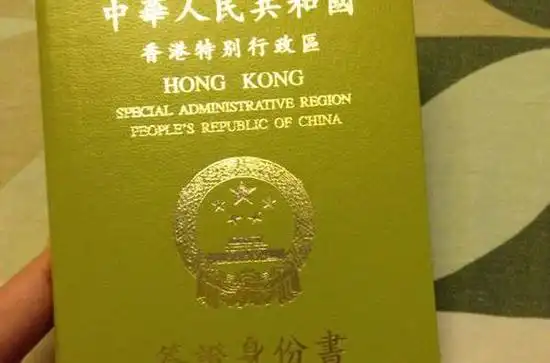 中華人民共和國
香港特別行政區
HONG KONG
SPECIAL ADMINISTRATIVE REGION
PEOPLE'S REPUBLIC OF CHINA
簽證身份書